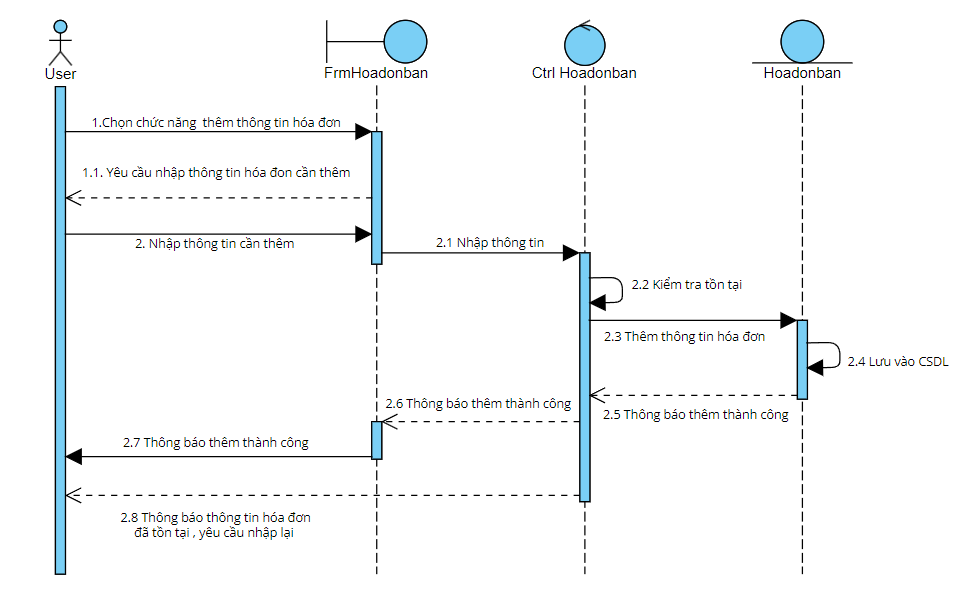 User
FrmHoadonban
Ctrl Hoadonban
Hoadonban
1.Chọn chức năng thêm thông tin hóa đơn
1.1. Yêu cầu nhập thông tin hóa đon cần thêm
2. Nhập thông tin cần thêm
2.1 Nhập thông tin
2.2 Kiểm tra tồn tại
2.3 Thêm thông tin hóa đơn
2.4 Lưu vào CSDL
2.6 Thông báo thêm thành công
2.5 Thông báo thêm thành công
2.7 Thông báo thêm thành công
2.8 Thông báo thông tin hóa đơn
đã tồn tại , yêu cầu nhập lại